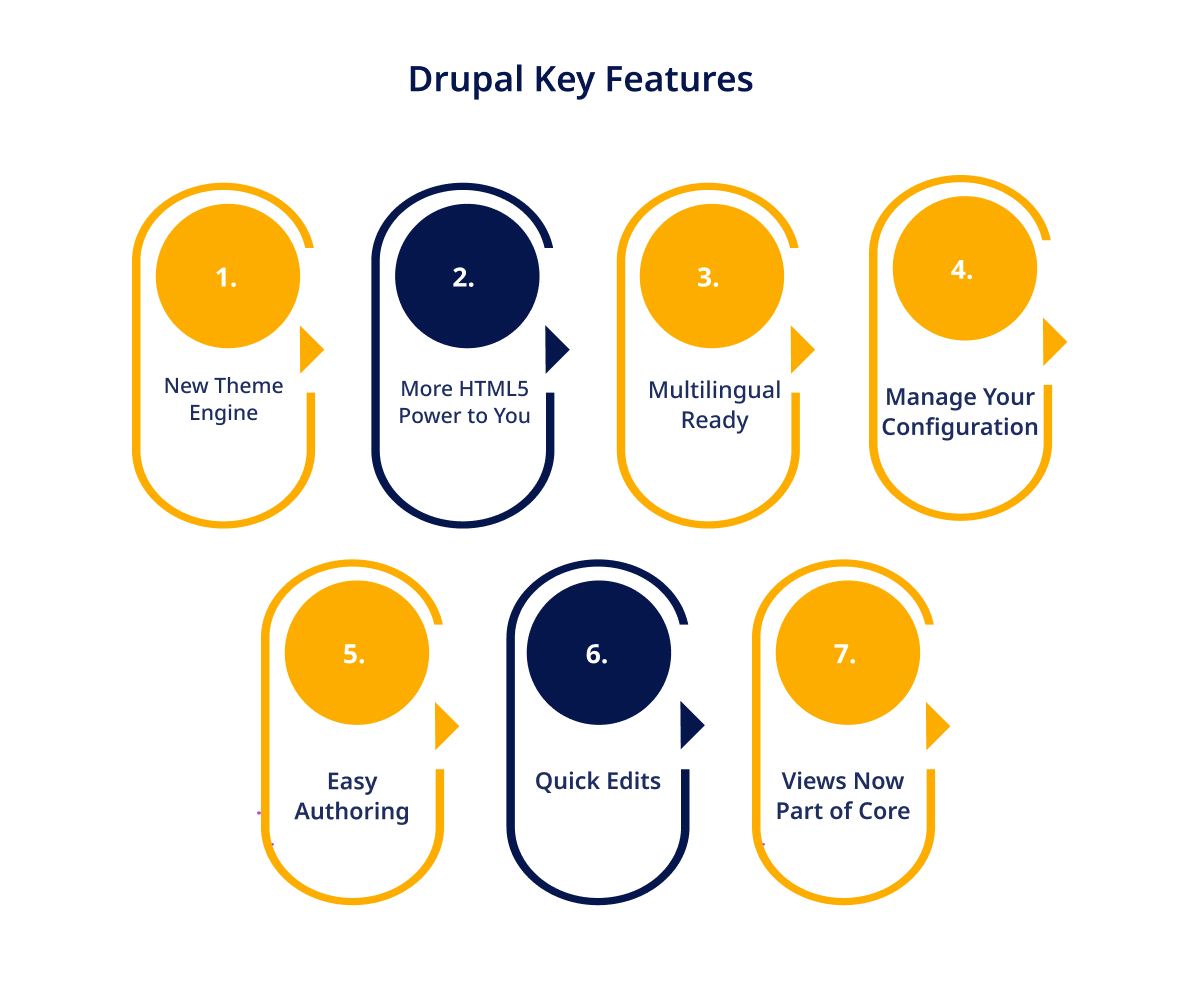 Drupal Key Features
1.
New Theme
Engine
2.
More HTML5
Power to You
3.
Multilingual
Ready
4.
Manage Your
Configuration
5.
Easy
Authoring
6.
Quick Edits
7.
Views Now
Part of Core